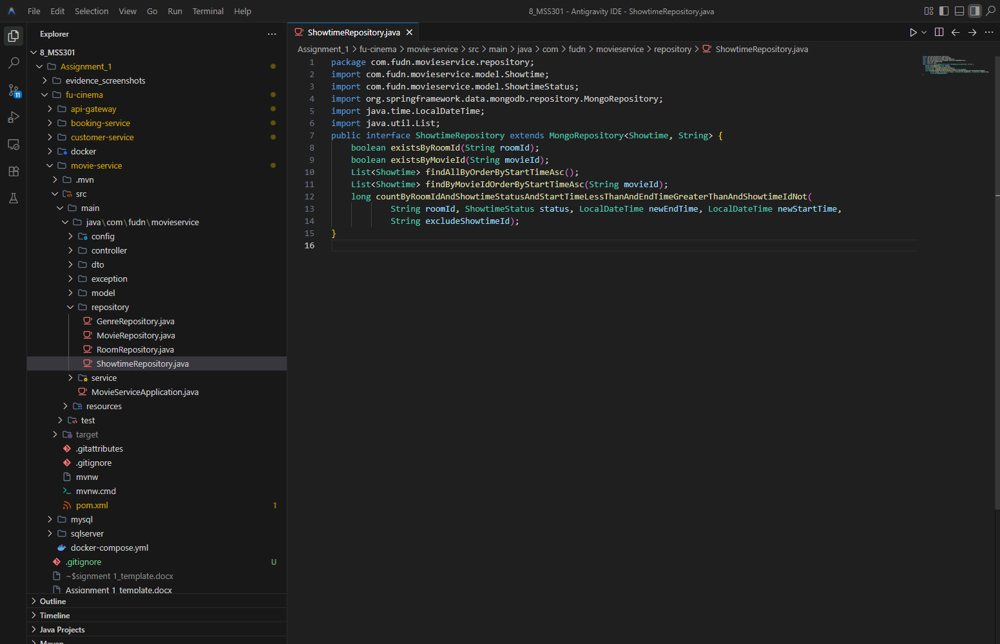 File Edit Selection View Go Run Terminal Help
8_MSS301 - Antigravity IDE - ShowtimeRepository.java
Explorer
8_MSS301
Assignment_1
evidence_screenshots
fu-cinema
api-gateway
booking-service
customer-service
docker
movie-service
.mvn
src
main
java\com\fudn\movieservice
config
controller
dto
exception
model
repository
GenreRepository.java
MovieRepository.java
RoomRepository.java
ShowtimeRepository.java
service
MovieServiceApplication.java
resources
test
target
.gitattributes
.gitignore
mvnw
mvnw.cmd
pom.xml 1
mysql
sqlserver
docker-compose.yml
.gitignore U
~$signment 1_template.docx
Assignment 1_template.docx
Outline
Timeline
Java Projects
Maven
11
ShowtimeRepository.java
Assignment_1 > fu-cinema > movie-service > src > main > java > com > fudn > movieservice > repository > ShowtimeRepository.java
1 package com.fudn.movieservice.repository;
2 import com.fudn.movieservice.model.Showtime;
3 import com.fudn.movieservice.model.ShowtimeStatus;
4 import org.springframework.data.mongodb.repository.MongoRepository;
5 import java.time.LocalDateTime;
6 import java.util.List;
7 public interface ShowtimeRepository extends MongoRepository<Showtime, String> {
8 boolean existsByRoomId(String roomId);
9 boolean existsByMovieId(String movieId);
10 List<Showtime> findAllByOrderByStartTimeAsc();
11 List<Showtime> findByMovieIdOrderByStartTimeAsc(String movieId);
12 long countByRoomIdAndShowtimeStatusAndStartTimeLessThanAndEndTimeGreaterThanAndShowtimeIdNot(
13 String roomId, ShowtimeStatus status, LocalDateTime newEndTime, LocalDateTime newStartTime,
14 String excludeShowtimeId);
15 }
16